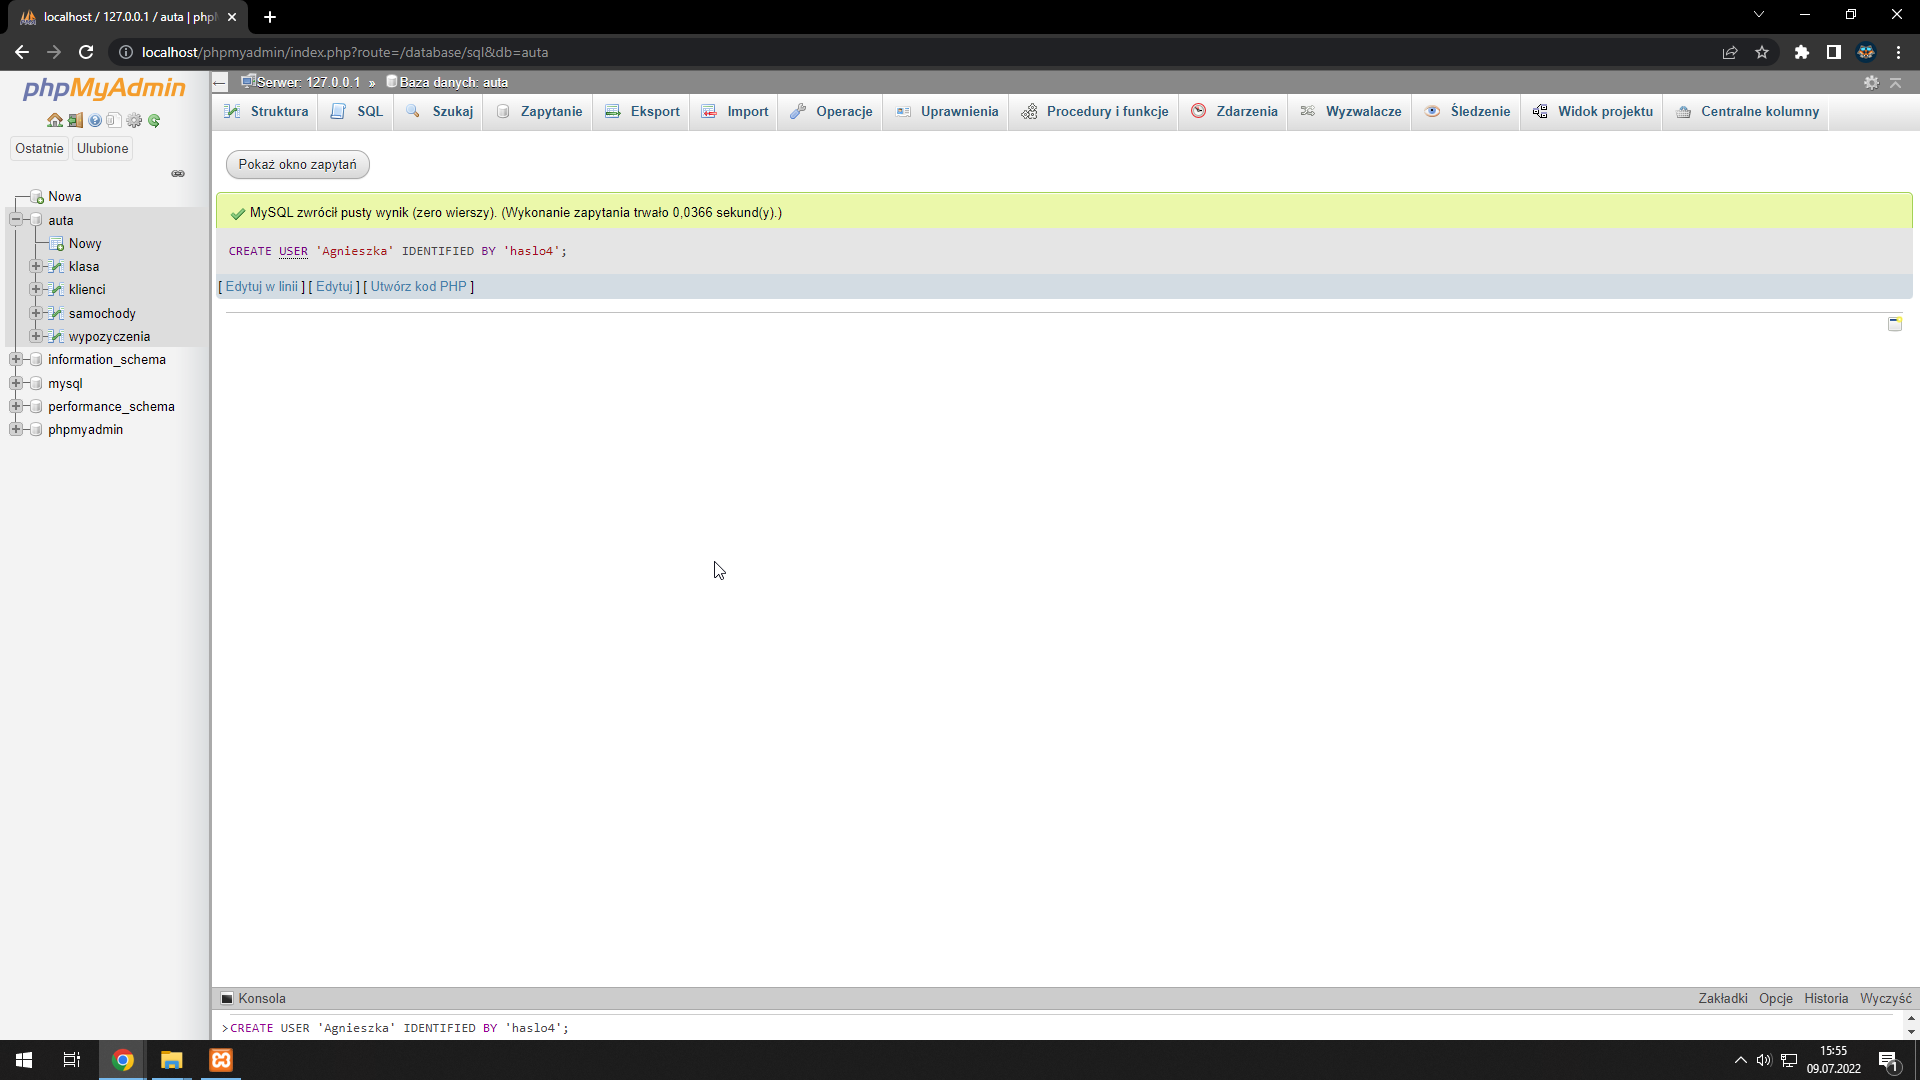 localhost / 127.0.0.1 / auta | php
localhost/phpmyadmin/index.php?route=/database/sql&db=auta
phpMyAdmin
Ostatnie
Ulubione
Nowa
auta
Nowy
klasa
klienci
samochody
wypozyczenia
information_schema
mysql
performance_schema
phpmyadmin
Serwer: 127.0.0.1 » Baza danych: auta
Struktura SQL Szukaj Zapytanie Eksport Import Operacje Uprawnienia Procedury i funkcje Zdarzenia Wyzwalacze Śledzenie Widok projektu Centralne kolumny
Pokaż okno zapytań
MySQL zwrócił pusty wynik (zero wierszy). (Wykonanie zapytania trwało 0,0366 sekund(y).)
CREATE USER 'Agnieszka' IDENTIFIED BY 'haslo4';
[ Edytuj w linii ] [ Edytuj ] [ Utwórz kod PHP ]
Konsola
Zakładki Opcje Historia Wyczyść
>CREATE USER 'Agnieszka' IDENTIFIED BY 'haslo4';
15:55
09.07.2022
1